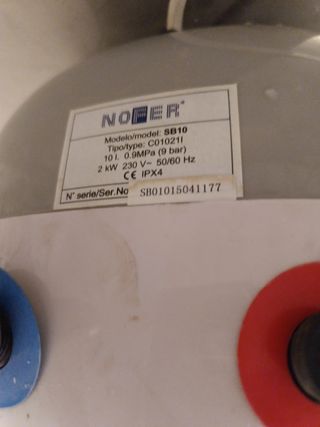 NOFER
Modelo/model: SB10
Tipo/type: C01021I
10 l. 0.9MPa (9 bar)
2 kW 230 V~ 50/60 Hz
CE IPX4
N° serie/Ser.No SB01015041177